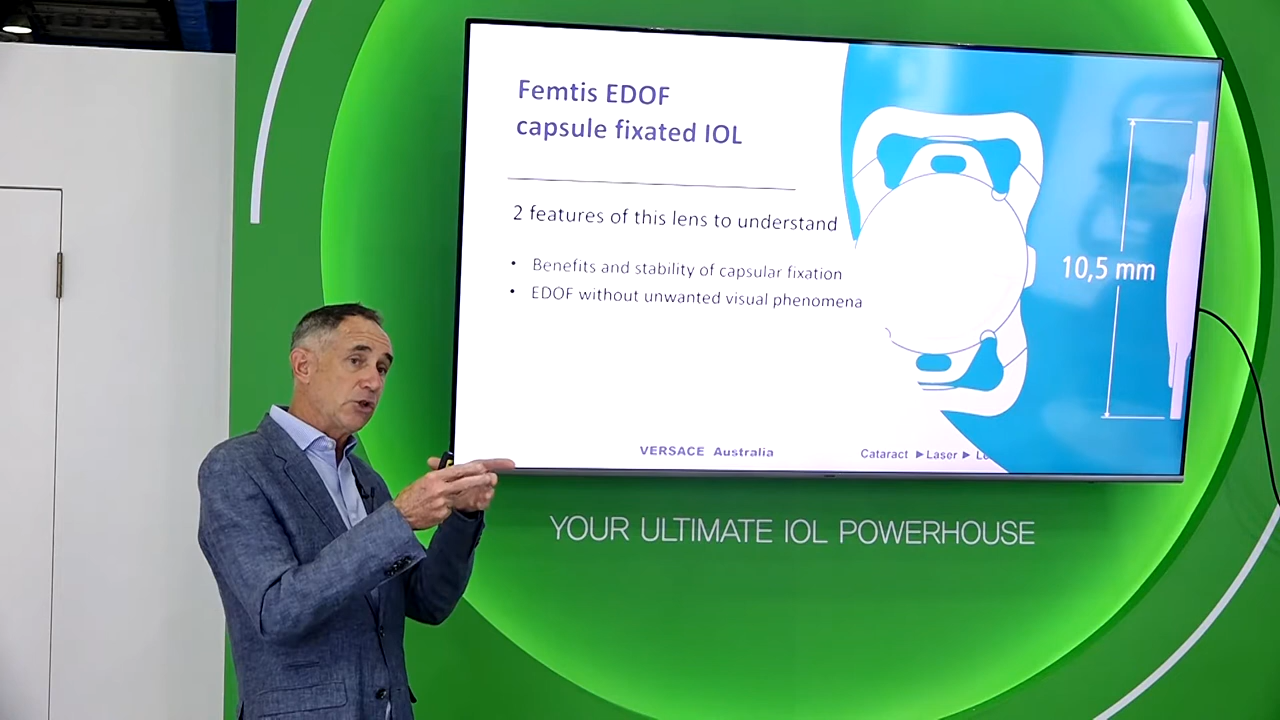 Femtis EDOF
capsule fixated IOL
2 features of this lens to understand
• Benefits and stability of capsular fixation
• EDOF without unwanted visual phenomena
10,5 mm
VERSACE Australia
Cataract ▶ Laser ▶
YOUR ULTIMATE IOL POWERHOUSE